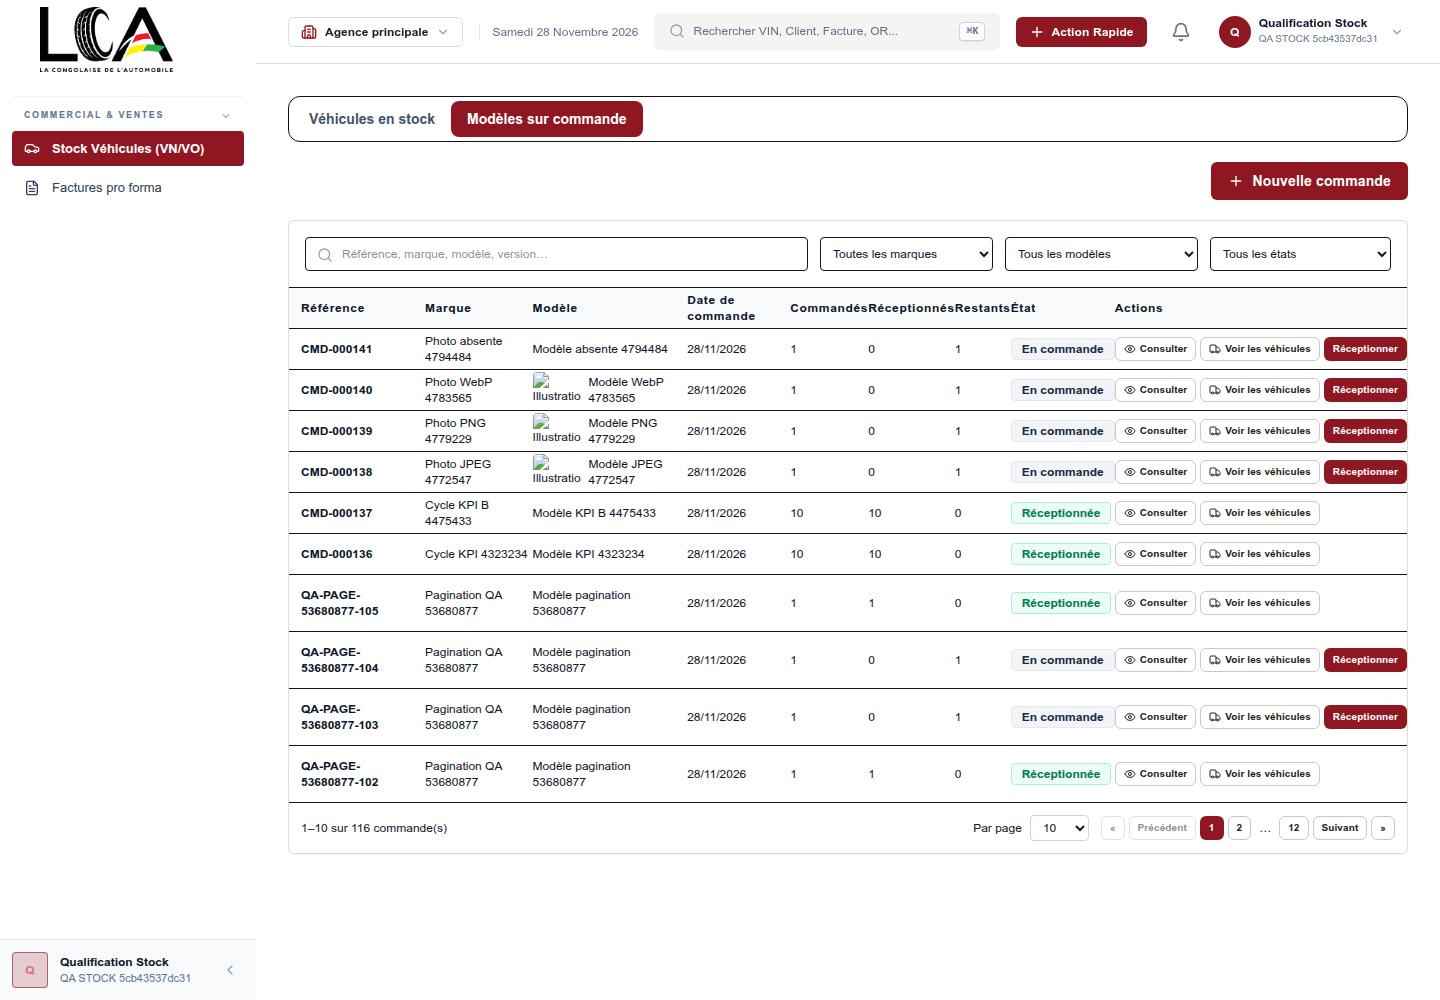 LCA
LA CONGOLAISE DE L'AUTOMOBILE
Agence principale
Samedi 28 Novembre 2026
Rechercher VIN, Client, Facture, OR...
⌘K
Action Rapide
Q
Qualification Stock
QA STOCK 5cb43537dc31
COMMERCIAL & VENTES
Stock Véhicules (VN/VO)
Factures pro forma
Véhicules en stock
Modèles sur commande
Nouvelle commande
Référence, marque, modèle, version…
Toutes les marques
Tous les modèles
Tous les états
Référence Marque Modèle Date de commande Commandés Réceptionnés Restants État Actions
CMD-000141 Photo absente 4794484 Modèle absente 4794484 28/11/2026 1 0 1 En commande Consulter Voir les véhicules Réceptionner
CMD-000140 Photo WebP 4783565 Illustratio Modèle WebP 4783565 28/11/2026 1 0 1 En commande Consulter Voir les véhicules Réceptionner
CMD-000139 Photo PNG 4779229 Illustratio Modèle PNG 4779229 28/11/2026 1 0 1 En commande Consulter Voir les véhicules Réceptionner
CMD-000138 Photo JPEG 4772547 Illustratio Modèle JPEG 4772547 28/11/2026 1 0 1 En commande Consulter Voir les véhicules Réceptionner
CMD-000137 Cycle KPI B 4475433 Modèle KPI B 4475433 28/11/2026 10 10 0 Réceptionnée Consulter Voir les véhicules
CMD-000136 Cycle KPI 4323234 Modèle KPI 4323234 28/11/2026 10 10 0 Réceptionnée Consulter Voir les véhicules
QA-PAGE-53680877-105 Pagination QA 53680877 Modèle pagination 53680877 28/11/2026 1 1 0 Réceptionnée Consulter Voir les véhicules
QA-PAGE-53680877-104 Pagination QA 53680877 Modèle pagination 53680877 28/11/2026 1 0 1 En commande Consulter Voir les véhicules Réceptionner
QA-PAGE-53680877-103 Pagination QA 53680877 Modèle pagination 53680877 28/11/2026 1 0 1 En commande Consulter Voir les véhicules Réceptionner
QA-PAGE-53680877-102 Pagination QA 53680877 Modèle pagination 53680877 28/11/2026 1 1 0 Réceptionnée Consulter Voir les véhicules
1–10 sur 116 commande(s)
Par page 10 « Précédent 1 2 … 12 Suivant »
Q
Qualification Stock
QA STOCK 5cb43537dc31